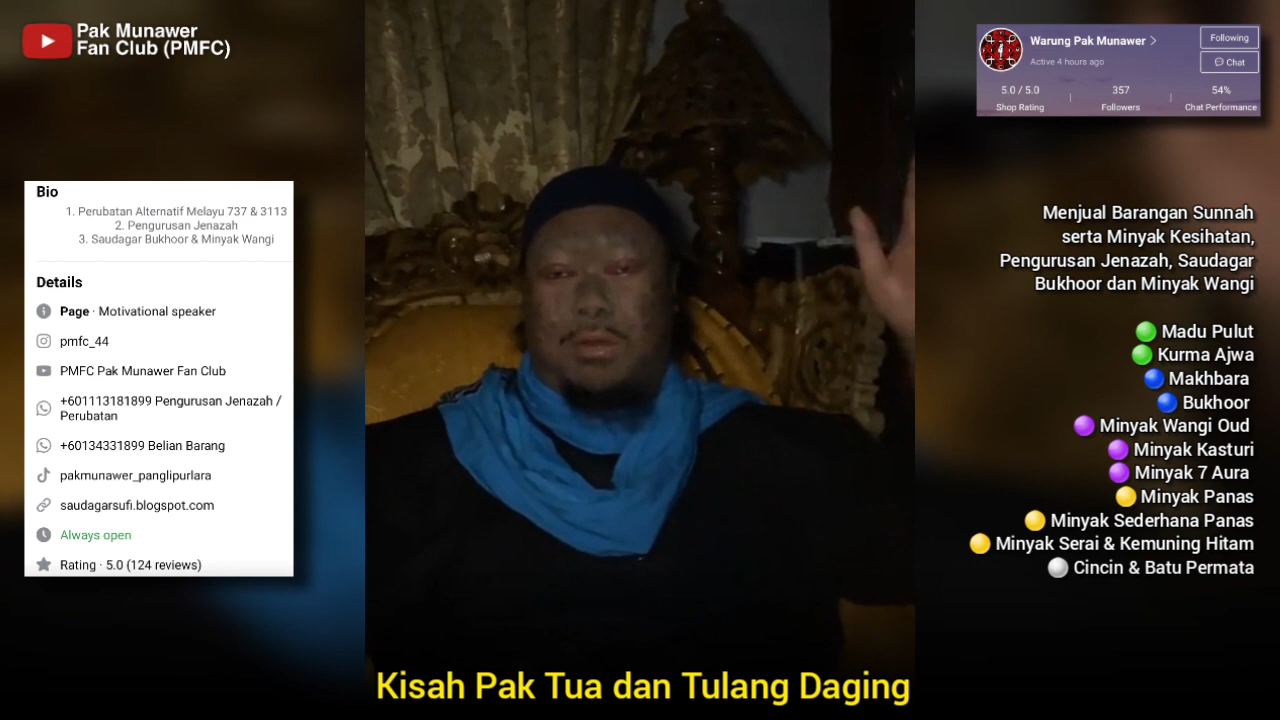 Pak Munawer
Fan Club (PMFC)
Bio
1. Perubatan Alternatif Melayu 737 & 3113
2. Pengurusan Jenazah
3. Saudagar Bukhoor & Minyak Wangi
Details
Page · Motivational speaker
pmfc_44
PMFC Pak Munawer Fan Club
+601113181899 Pengurusan Jenazah /
Perubatan
+60134331899 Belian Barang
pakmunawer_panglipurlara
saudagarsufi.blogspot.com
Always open
Rating · 5.0 (124 reviews)
Warung Pak Munawer >
Following
Active 4 hours ago
Chat
5.0 / 5.0 357 54%
Shop Rating Followers Chat Performance
Menjual Barangan Sunnah
serta Minyak Kesihatan,
Pengurusan Jenazah, Saudagar
Bukhoor dan Minyak Wangi
Madu Pulut
Kurma Ajwa
Makhbara
Bukhoor
Minyak Wangi Oud
Minyak Kasturi
Minyak 7 Aura
Minyak Panas
Minyak Sederhana Panas
Minyak Serai & Kemuning Hitam
Cincin & Batu Permata
Kisah Pak Tua dan Tulang Daging